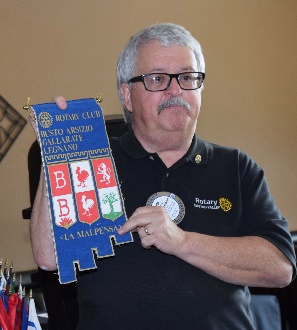 ROTARY CLUB
BUSTO ARSIZIO
GALLARATE
LEGNANO
B
B
«LA MALPENSA»
Rotary